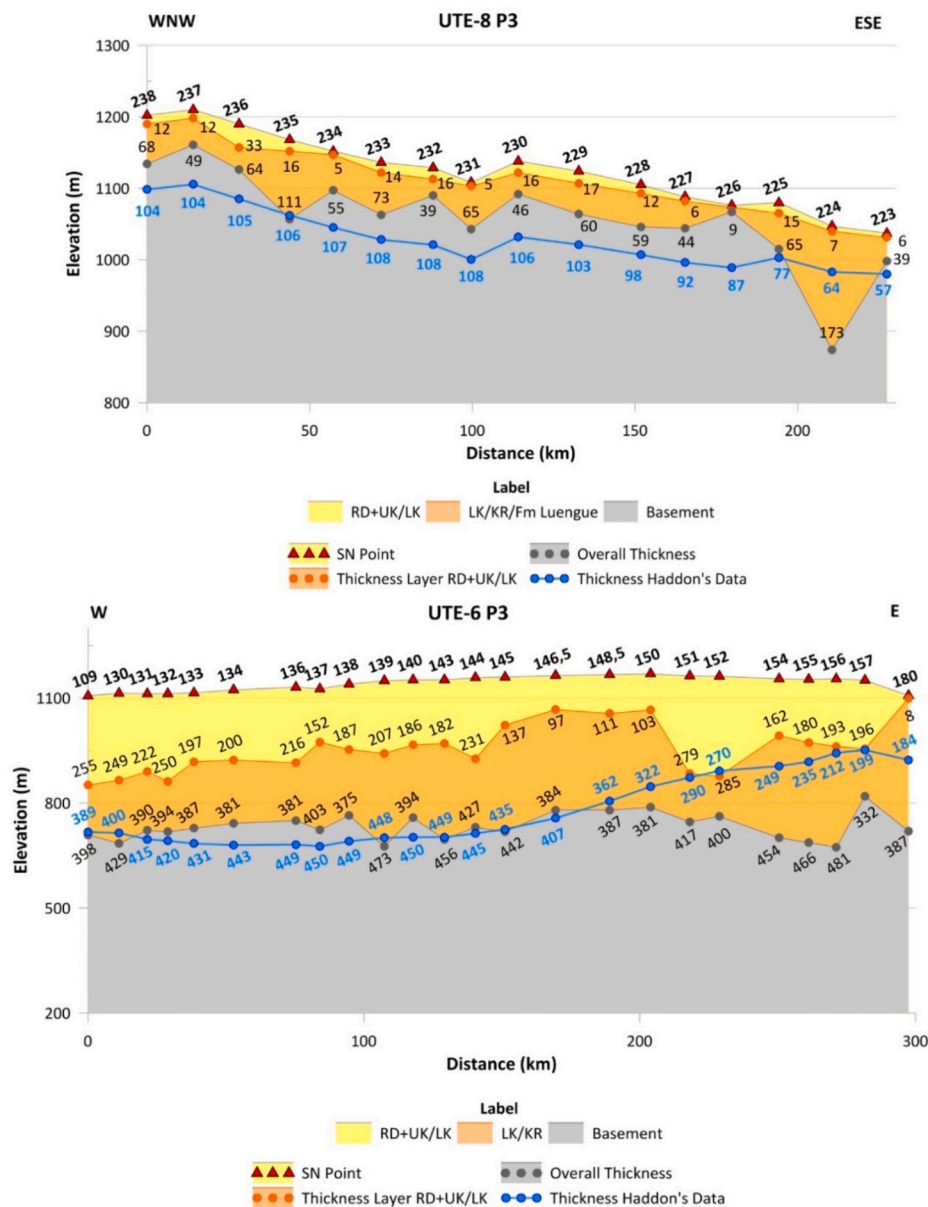 WNW UTE-8 P3 ESE
1300
1200
1100
1000
900
800
Elevation (m)
238 237 236 235 234 233 232 231 230 229 228 227 226 225 224 223
12 12 33 16 5 14 16 5 16 17 12 6 9 15 7 6
68 49 64 111 55 73 39 65 46 60 59 44 65 173 39
104 104 105 106 107 108 108 108 106 103 98 92 87 77 64 57
0 50 100 150 200
Distance (km)
Label
RD+UK/LK LK/KR/Fm Luengue Basement
SN Point Overall Thickness
Thickness Layer RD+UK/LK Thickness Haddon's Data
W UTE-6 P3 E
1100
800
500
200
Elevation (m)
109 130 131 132 133 134 136 137 138 139 140 143 144 145 146,5 148,5 150 151 152 154 155 156 157 180
255 249 222 250 197 200 216 152 187 207 186 182 231 137 97 111 103 279 285 162 180 193 196 8
389 400 415 420 431 443 449 450 449 448 450 449 445 435 407 362 322 290 270 249 235 212 199 184
398 429 390 394 387 381 381 403 375 473 394 456 427 442 384 387 381 417 400 454 466 481 332 387
0 100 200 300
Distance (km)
Label
RD+UK/LK LK/KR Basement
SN Point Overall Thickness
Thickness Layer RD+UK/LK Thickness Haddon's Data